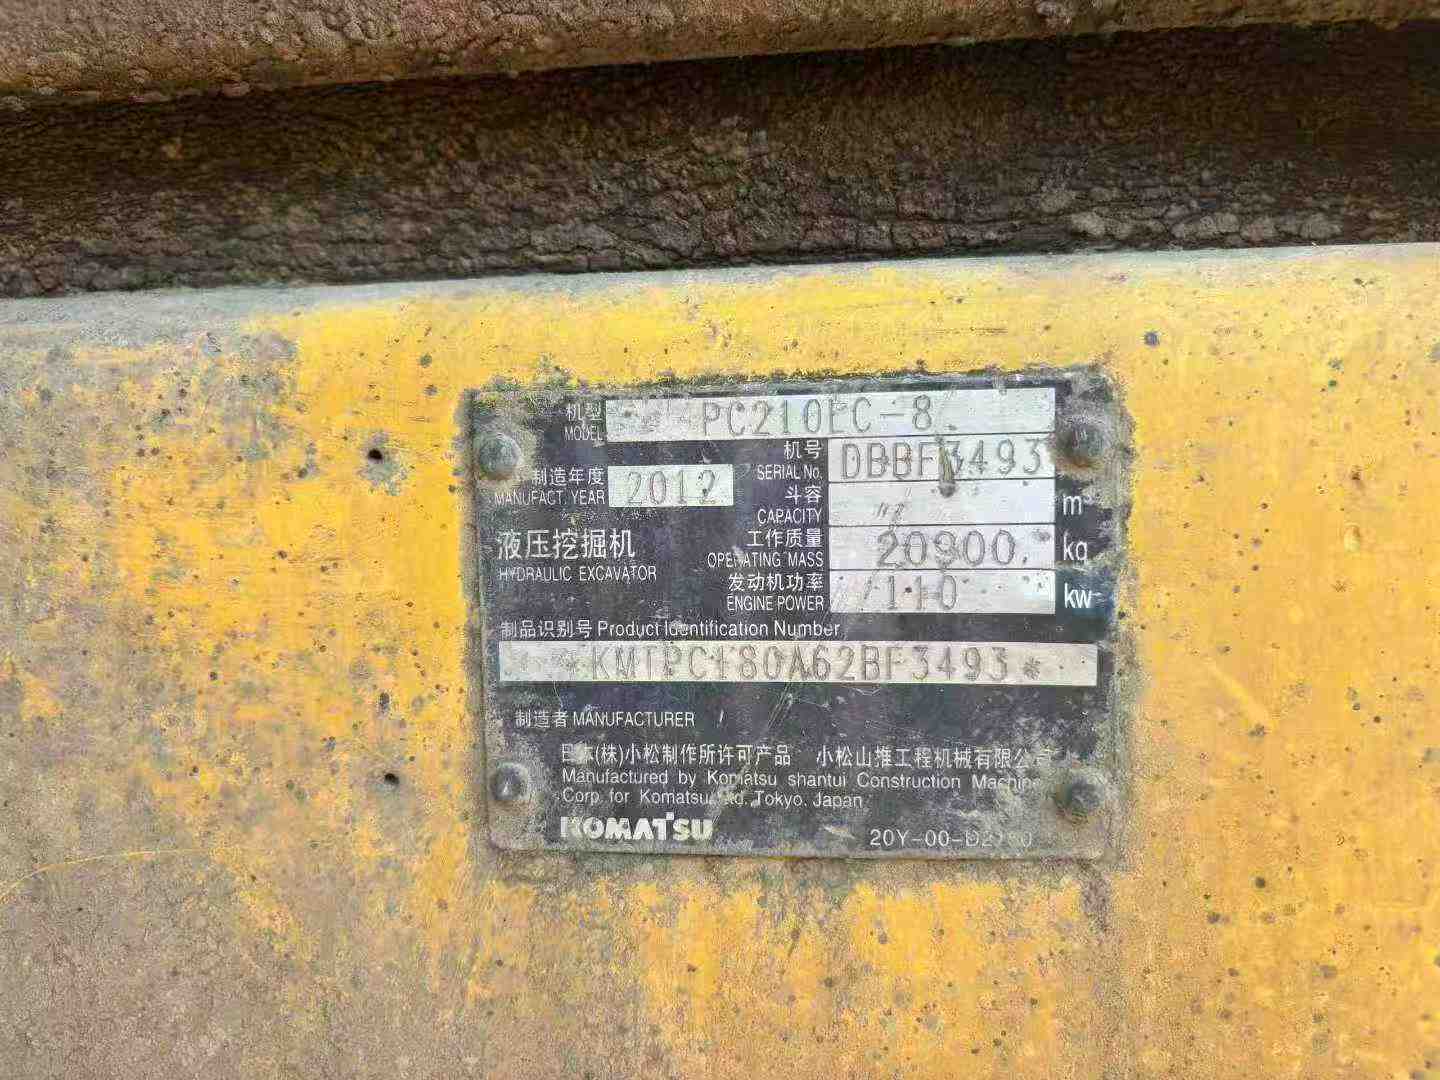 机型 MODEL PC210LC-8
机号 SERIAL No. DBBF3493
制造年度 MANUFACT. YEAR 2012
斗容 CAPACITY m³
液压挖掘机 HYDRAULIC EXCAVATOR
工作质量 OPERATING MASS 20900 kg
发动机功率 ENGINE POWER 110 kw
制品识别号 Product Identification Number
*KMTPC180A62BF3493*
制造者 MANUFACTURER
日本(株)小松制作所许可产品 小松山推工程机械有限公司
Manufactured by Komatsu shantui Construction Machine
Corp. for Komatsu Ltd. Tokyo. Japan
KOMATSU